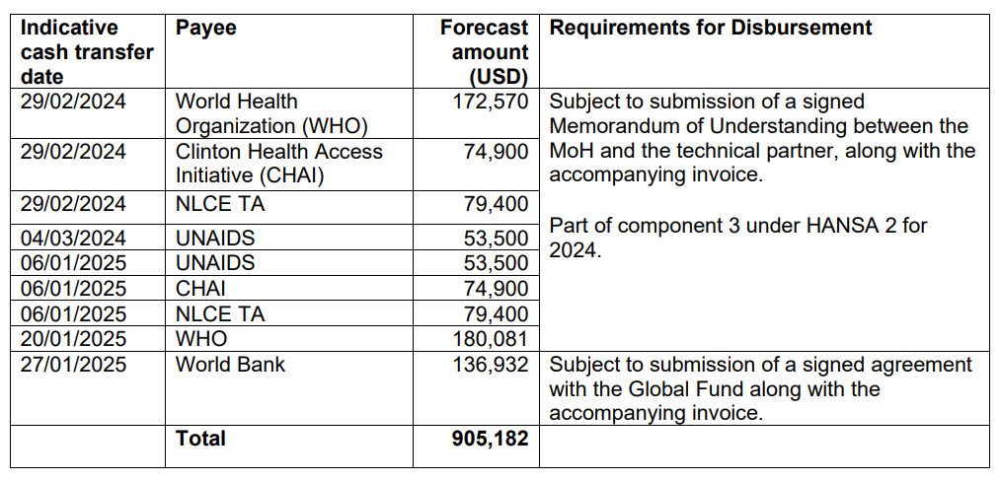 Indicative cash transfer date | Payee | Forecast amount (USD) | Requirements for Disbursement
29/02/2024 | World Health Organization (WHO) | 172,570 | Subject to submission of a signed Memorandum of Understanding between the MoH and the technical partner, along with the accompanying invoice. Part of component 3 under HANSA 2 for 2024.
29/02/2024 | Clinton Health Access Initiative (CHAI) | 74,900
29/02/2024 | NLCE TA | 79,400
04/03/2024 | UNAIDS | 53,500
06/01/2025 | UNAIDS | 53,500
06/01/2025 | CHAI | 74,900
06/01/2025 | NLCE TA | 79,400
20/01/2025 | WHO | 180,081
27/01/2025 | World Bank | 136,932 | Subject to submission of a signed agreement with the Global Fund along with the accompanying invoice.
Total | 905,182